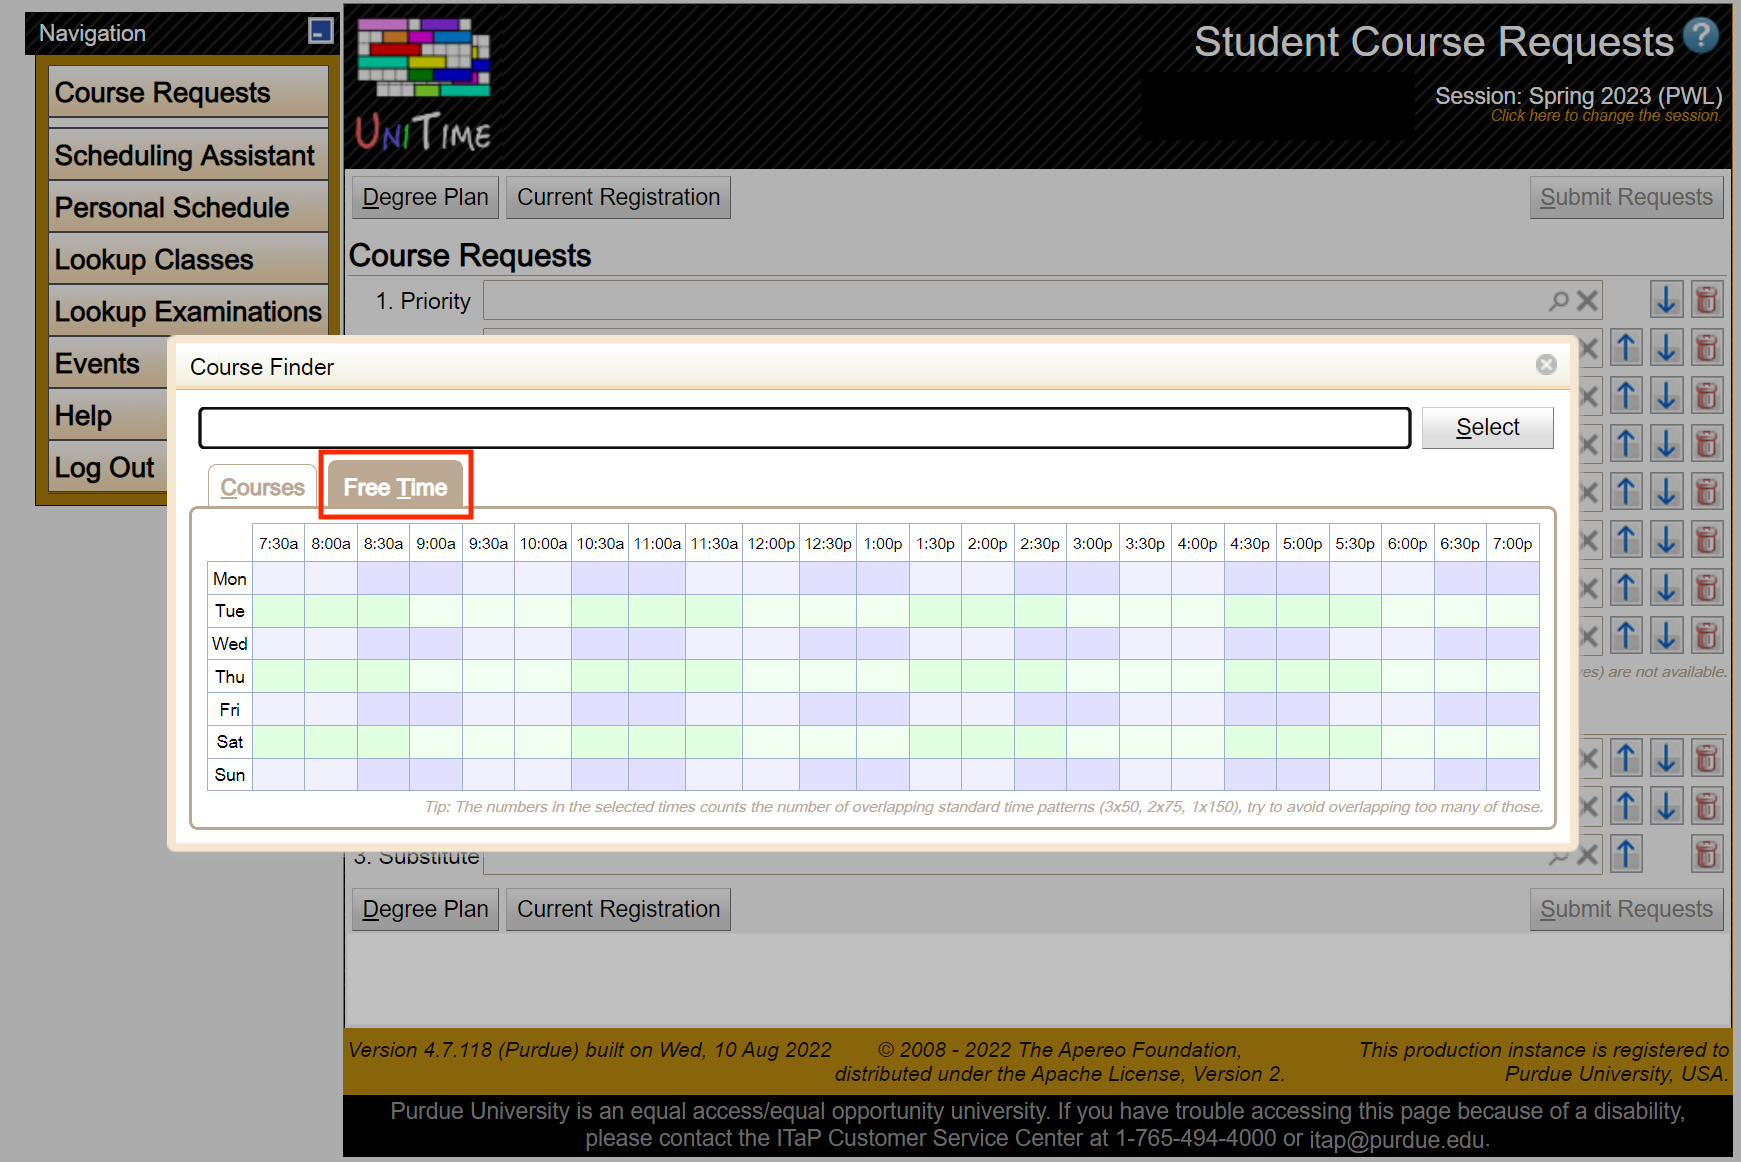 Navigation
Course Requests
Scheduling Assistant
Personal Schedule
Lookup Classes
Lookup Examinations
Events
Help
Log Out
UNITIME
Student Course Requests ?
Session: Spring 2023 (PWL)
Click here to change the session.
Degree Plan Current Registration Submit Requests
Course Requests
1. Priority
Course Finder
Select
Courses Free Time
7:30a 8:00a 8:30a 9:00a 9:30a 10:00a 10:30a 11:00a 11:30a 12:00p 12:30p 1:00p 1:30p 2:00p 2:30p 3:00p 3:30p 4:00p 4:30p 5:00p 5:30p 6:00p 6:30p 7:00p
Mon
Tue
Wed
Thu
Fri
Sat
Sun
Tip: The numbers in the selected times counts the number of overlapping standard time patterns (3x50, 2x75, 1x150), try to avoid overlapping too many of those.
are not available.
3. Substitute
Degree Plan Current Registration Submit Requests
Version 4.7.118 (Purdue) built on Wed, 10 Aug 2022 © 2008 - 2022 The Apereo Foundation, This production instance is registered to
distributed under the Apache License, Version 2. Purdue University, USA.
Purdue University is an equal access/equal opportunity university. If you have trouble accessing this page because of a disability,
please contact the ITaP Customer Service Center at 1-765-494-4000 or itap@purdue.edu.